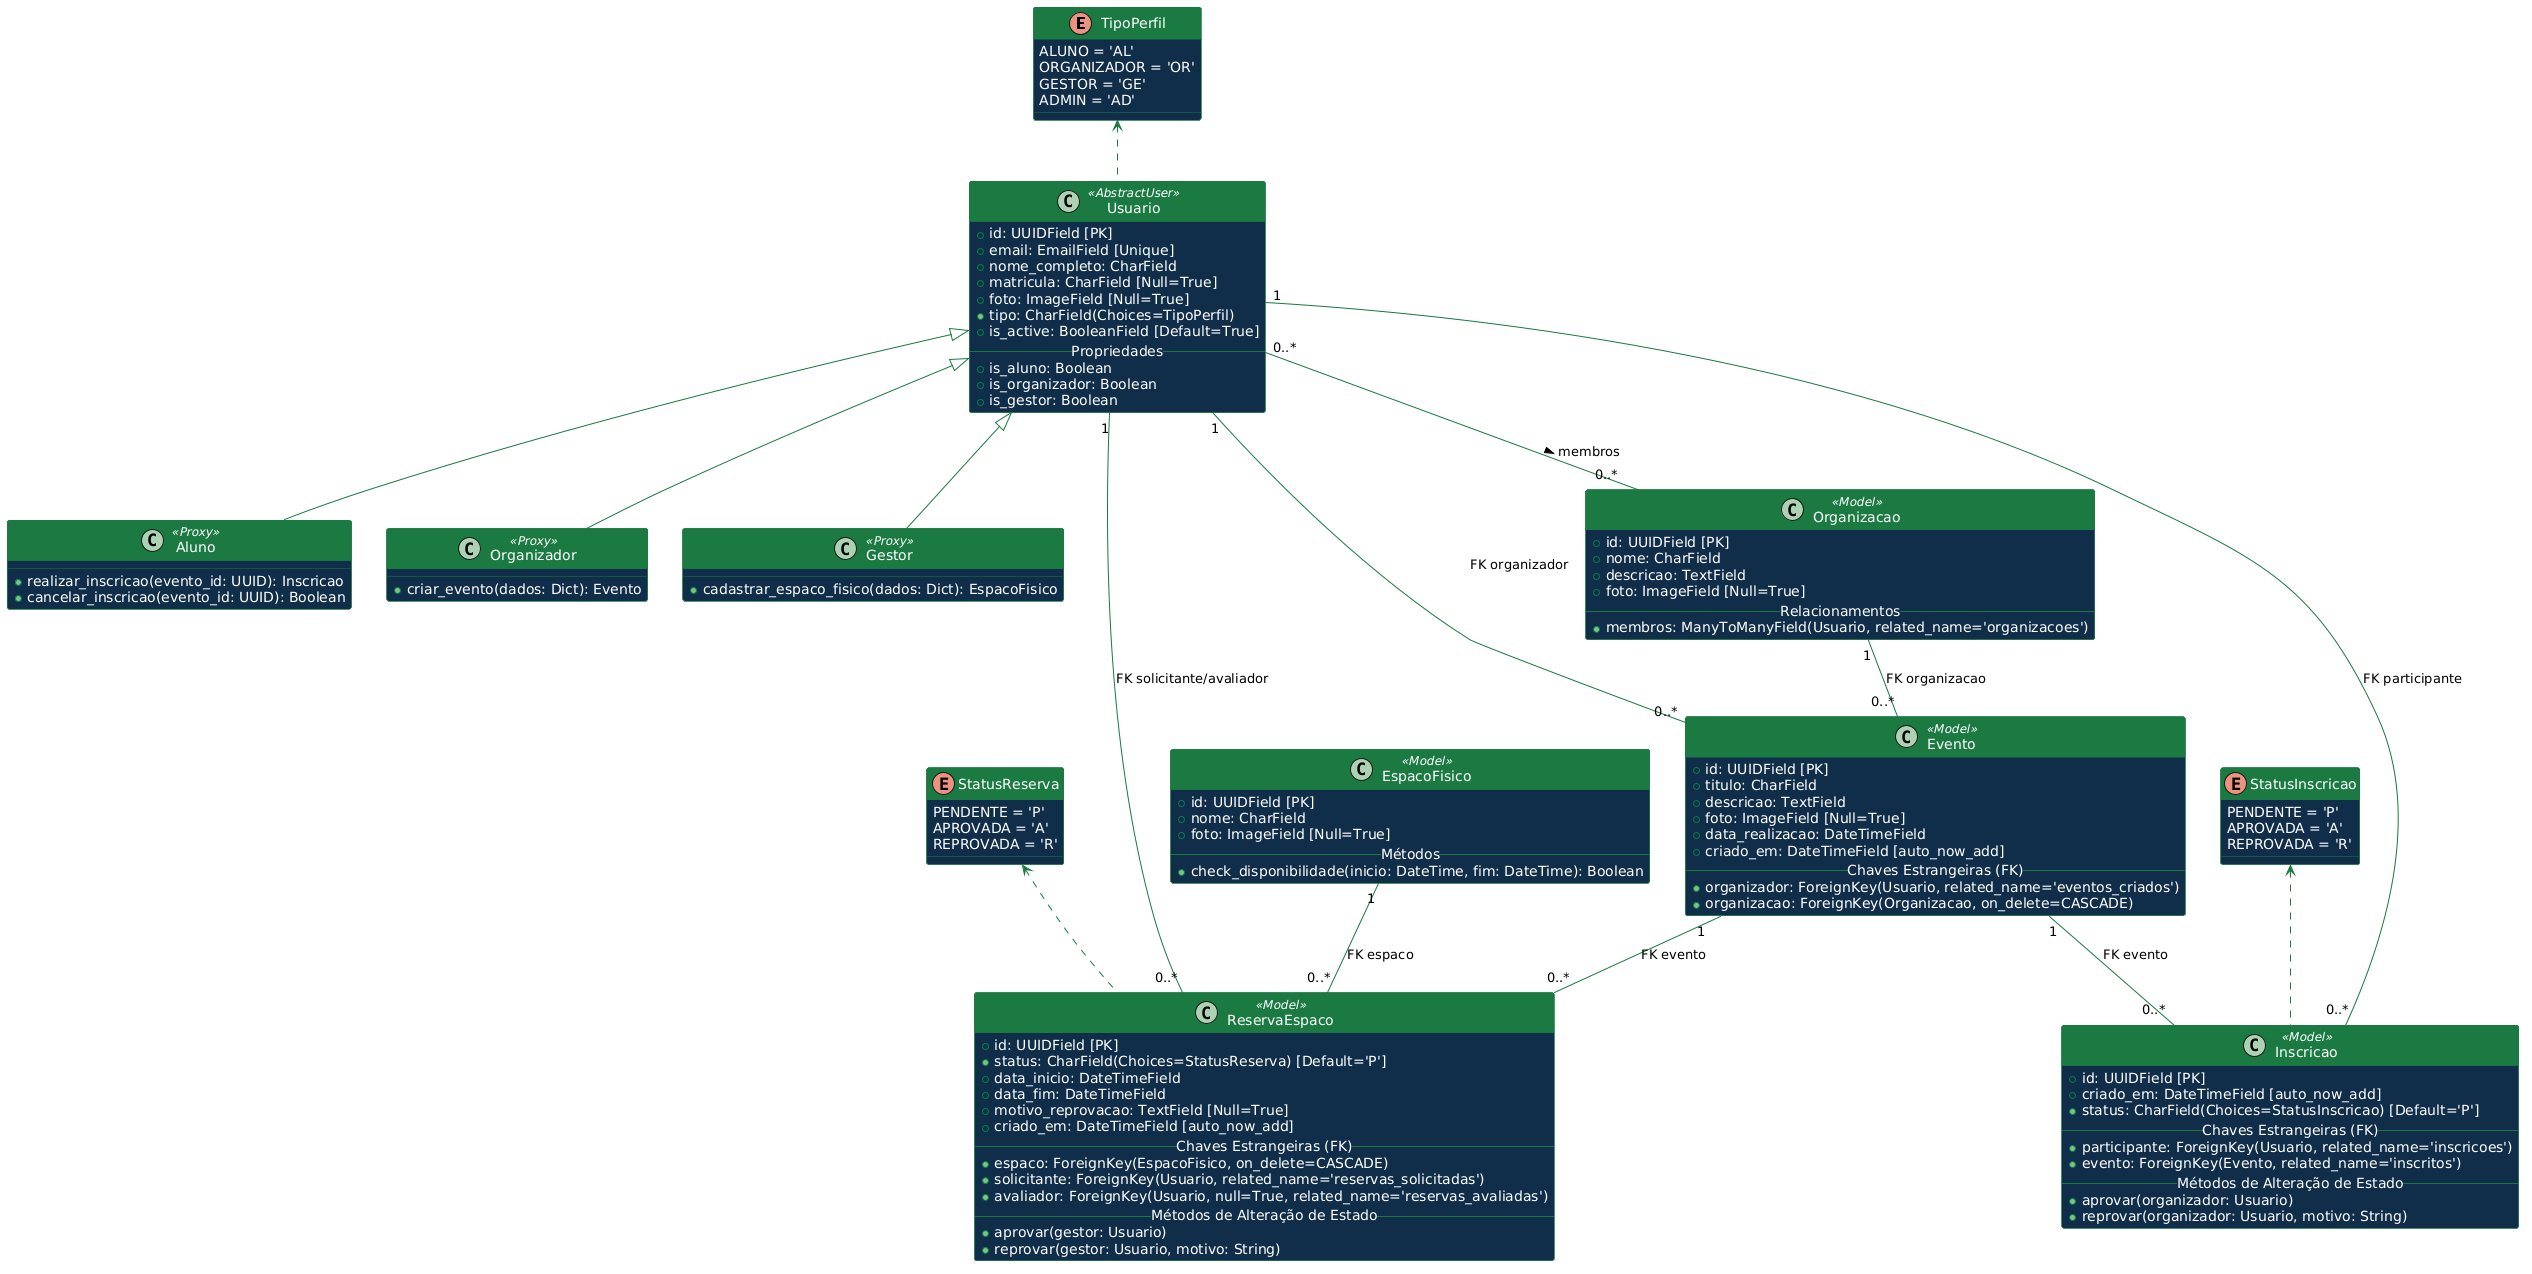 E TipoPerfil
ALUNO = 'AL'
ORGANIZADOR = 'OR'
GESTOR = 'GE'
ADMIN = 'AD'
C «AbstractUser»
Usuario
id: UUIDField [PK]
email: EmailField [Unique]
nome_completo: CharField
matricula: CharField [Null=True]
foto: ImageField [Null=True]
tipo: CharField(Choices=TipoPerfil)
is_active: BooleanField [Default=True]
Propriedades
is_aluno: Boolean
is_organizador: Boolean
is_gestor: Boolean
1
0..*
1
1
membros
0..*
C «Proxy»
Aluno
realizar_inscricao(evento_id: UUID): Inscricao
cancelar_inscricao(evento_id: UUID): Boolean
C «Proxy»
Organizador
criar_evento(dados: Dict): Evento
C «Proxy»
Gestor
cadastrar_espaco_fisico(dados: Dict): EspacoFisico
FK organizador
C «Model»
Organizacao
id: UUIDField [PK]
nome: CharField
descricao: TextField
foto: ImageField [Null=True]
Relacionamentos
membros: ManyToManyField(Usuario, related_name='organizacoes')
1
FK solicitante/avaliador
FK organizacao
FK participante
0..*
0..*
E StatusReserva
PENDENTE = 'P'
APROVADA = 'A'
REPROVADA = 'R'
C «Model»
EspacoFisico
id: UUIDField [PK]
nome: CharField
foto: ImageField [Null=True]
Métodos
check_disponibilidade(inicio: DateTime, fim: DateTime): Boolean
C «Model»
Evento
id: UUIDField [PK]
titulo: CharField
descricao: TextField
foto: ImageField [Null=True]
data_realizacao: DateTimeField
criado_em: DateTimeField [auto_now_add]
Chaves Estrangeiras (FK)
organizador: ForeignKey(Usuario, related_name='eventos_criados')
organizacao: ForeignKey(Organizacao, on_delete=CASCADE)
E StatusInscricao
PENDENTE = 'P'
APROVADA = 'A'
REPROVADA = 'R'
1
1
1
FK espaco
FK evento
FK evento
0..*
0..*
0..*
0..*
0..*
C «Model»
ReservaEspaco
id: UUIDField [PK]
status: CharField(Choices=StatusReserva) [Default='P']
data_inicio: DateTimeField
data_fim: DateTimeField
motivo_reprovacao: TextField [Null=True]
criado_em: DateTimeField [auto_now_add]
Chaves Estrangeiras (FK)
espaco: ForeignKey(EspacoFisico, on_delete=CASCADE)
solicitante: ForeignKey(Usuario, related_name='reservas_solicitadas')
avaliador: ForeignKey(Usuario, null=True, related_name='reservas_avaliadas')
Métodos de Alteração de Estado
aprovar(gestor: Usuario)
reprovar(gestor: Usuario, motivo: String)
C «Model»
Inscricao
id: UUIDField [PK]
criado_em: DateTimeField [auto_now_add]
status: CharField(Choices=StatusInscricao) [Default='P']
Chaves Estrangeiras (FK)
participante: ForeignKey(Usuario, related_name='inscricoes')
evento: ForeignKey(Evento, related_name='inscritos')
Métodos de Alteração de Estado
aprovar(organizador: Usuario)
reprovar(organizador: Usuario, motivo: String)